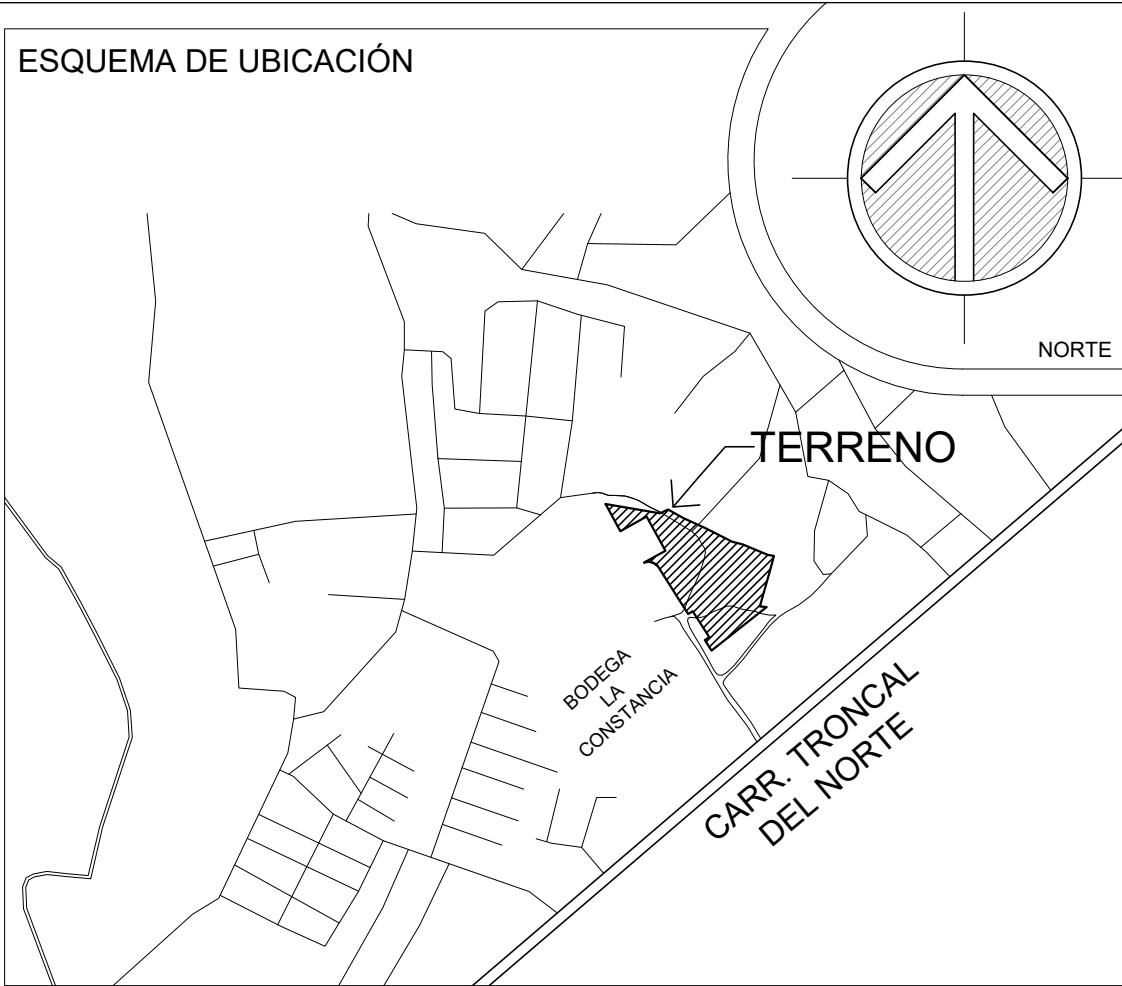 ESQUEMA DE UBICACIÓN
NORTE
TERRENO
BODEGA
LA
CONSTANCIA
CARR. TRONCAL
DEL NORTE